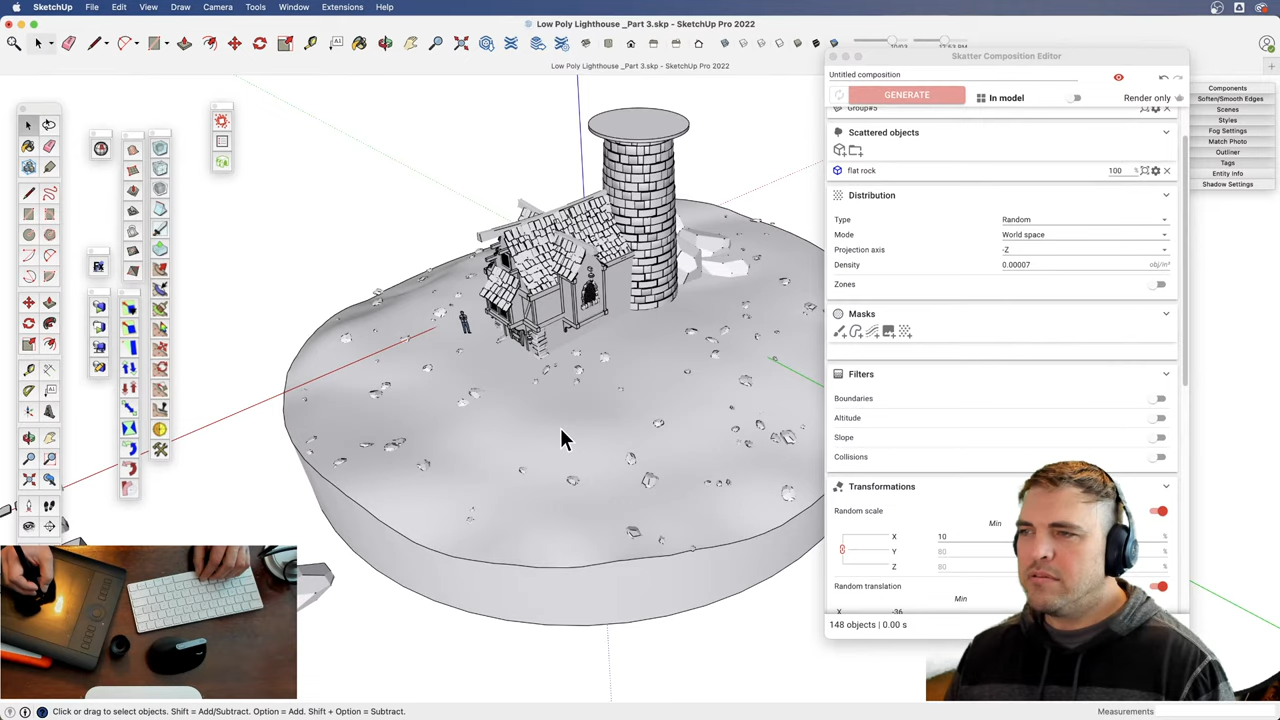 SketchUp File Edit View Draw Camera Tools Window Extensions Help
Low Poly Lighthouse _Part 3.skp - SketchUp Pro 2022
Low Poly Lighthouse _Part 3.skp - SketchUp Pro 2022
Skatter Composition Editor
Untitled composition
GENERATE
In model
Render only
Group#5
Scattered objects
flat rock
100
%
Distribution
Type
Random
Mode
World space
Projection axis
-Z
Density
0.00007
Zones
Masks
Filters
Boundaries
Altitude
Slope
Collisions
Transformations
Random scale
Min
X
10
%
Y
80
%
Z
80
%
Random translation
Min
X
-36
148 objects | 0.00 s
Components
Soften/Smooth Edges
Scenes
Styles
Fog Settings
Match Photo
Outliner
Tags
Entity Info
Shadow Settings
Click or drag to select objects. Shift = Add/Subtract. Option = Add. Shift + Option = Subtract.
Measurements